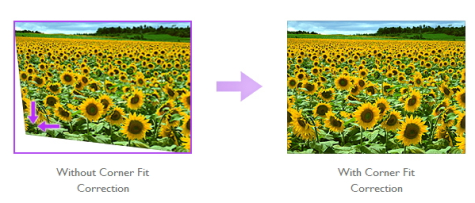 Without Corner Fit
Correction
With Corner Fit
Correction